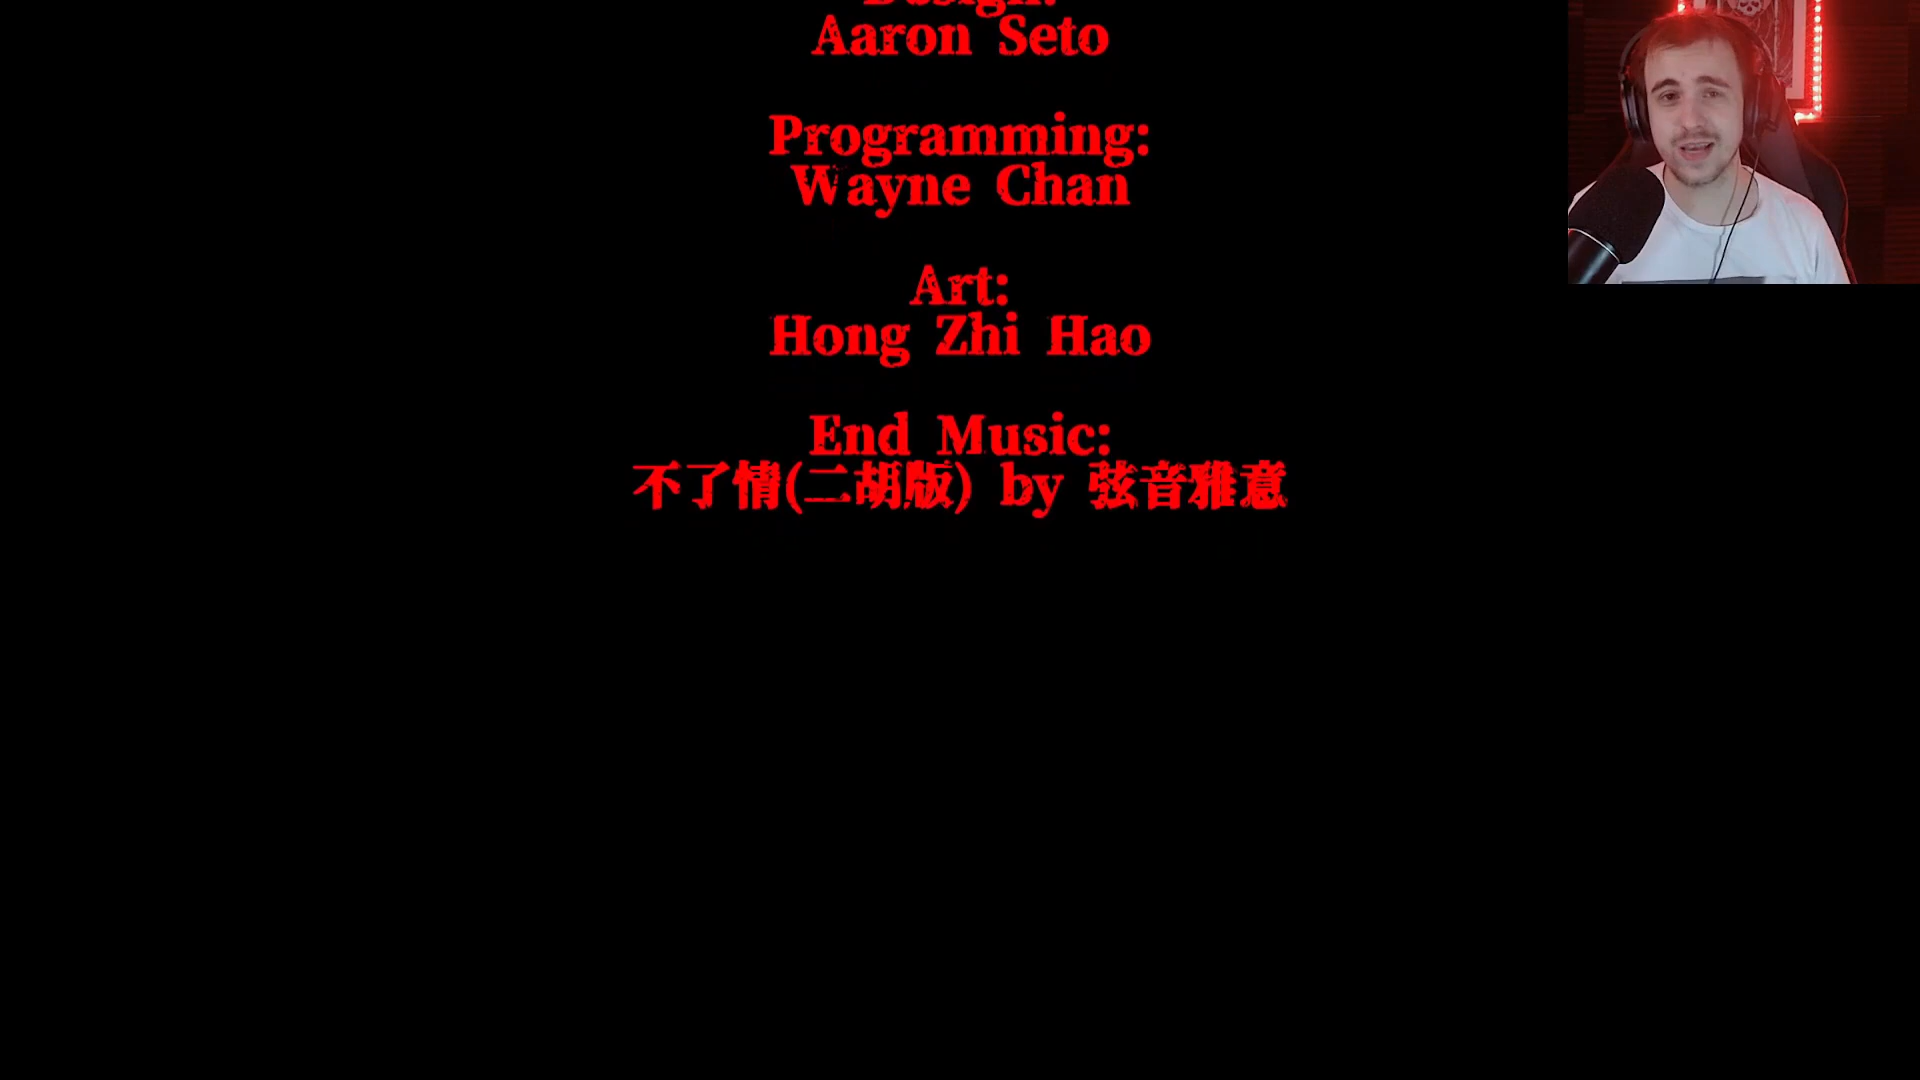 Design:
Aaron Seto
Programming:
Wayne Chan
Art:
Hong Zhi Hao
End Music:
不了情(二胡版) by 弦音雅意